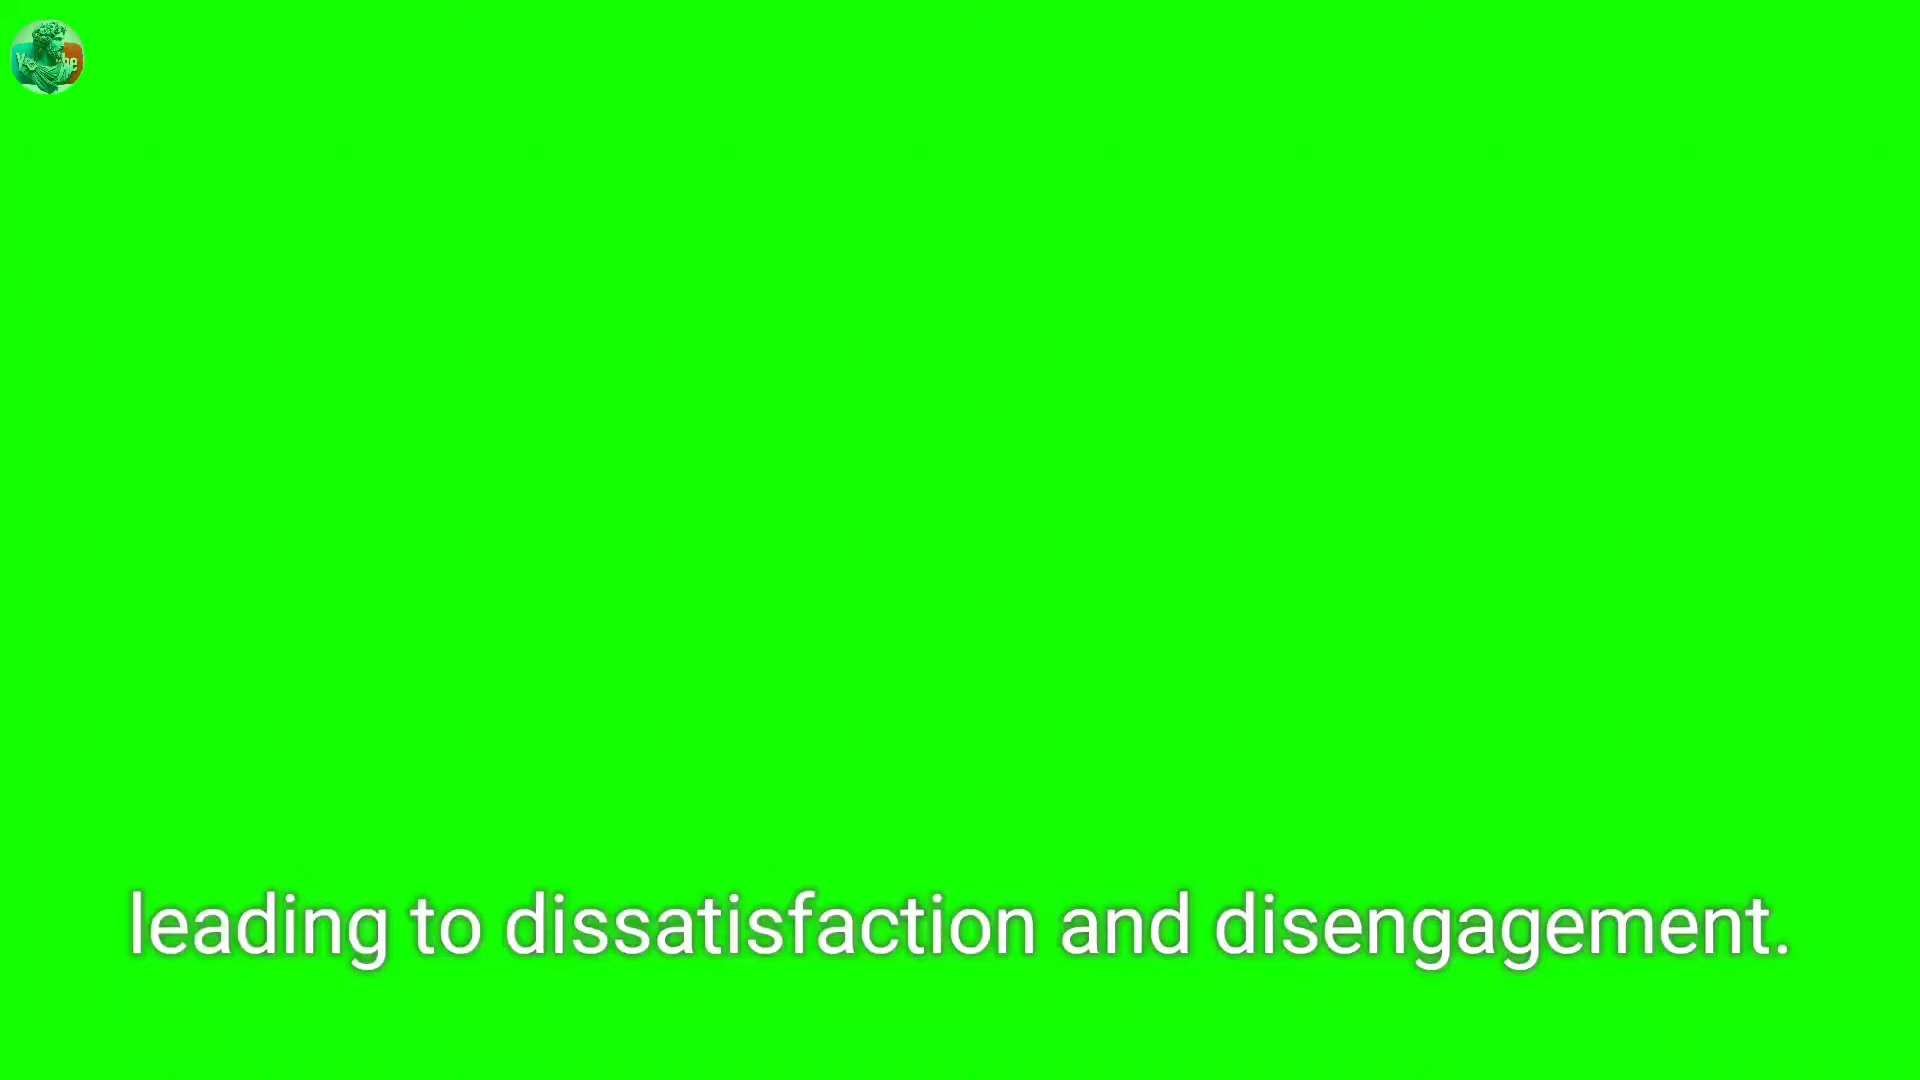 leading to dissatisfaction and disengagement.